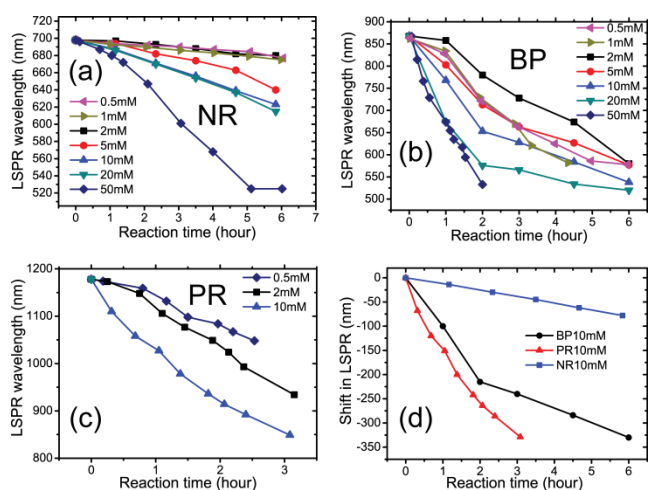 (a)
NR
LSPR wavelength (nm)
700
680
660
640
620
600
580
560
540
520
0.5mM
1mM
2mM
5mM
10mM
20mM
50mM
0 1 2 3 4 5 6 7
Reaction time (hour)
(b)
BP
LSPR wavelength (nm)
900
850
800
750
700
650
600
550
500
0.5mM
1mM
2mM
5mM
10mM
20mM
50mM
0 1 2 3 4 5 6
Reaction time (hour)
(c)
PR
LSPR wavelength (nm)
1200
1100
1000
900
800
0.5mM
2mM
10mM
0 1 2 3
Reaction time (hour)
(d)
Shift in LSPR (nm)
0
-50
-100
-150
-200
-250
-300
-350
BP10mM
PR10mM
NR10mM
0 1 2 3 4 5 6
Reaction time (hour)